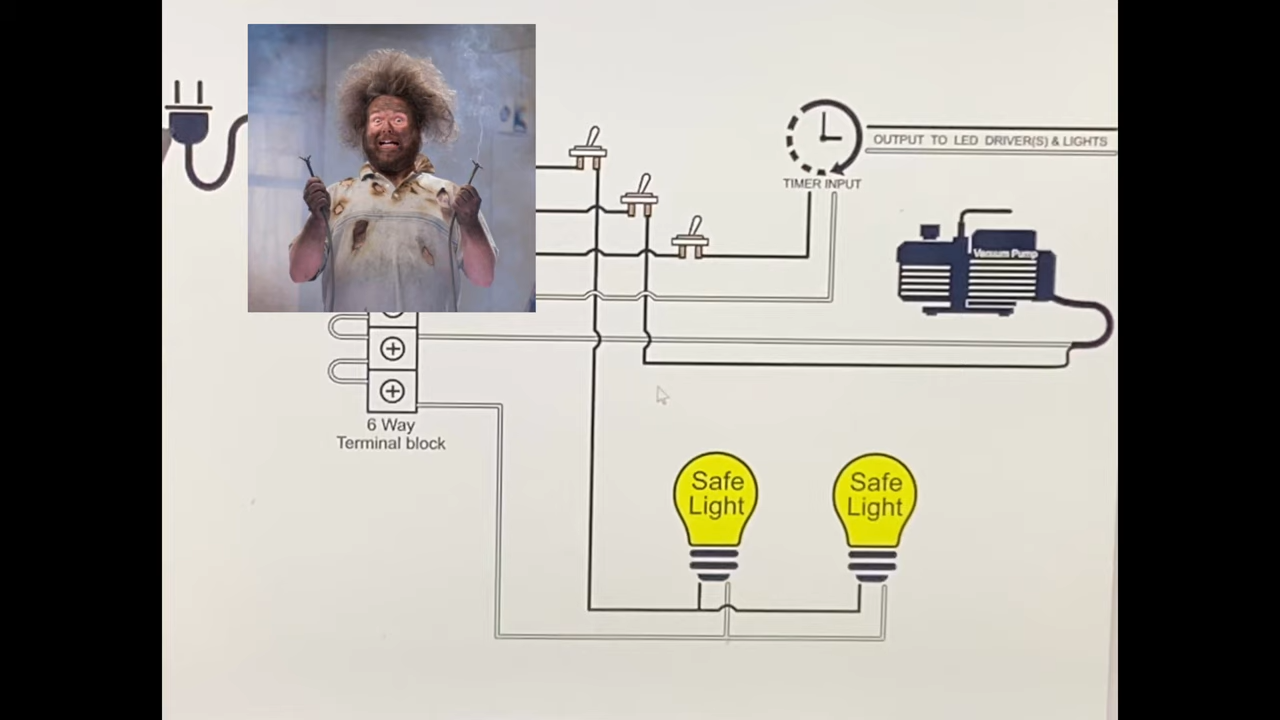 OUTPUT TO LED DRIVER(S) & LIGHTS
TIMER INPUT
Vacuum Pump
6 Way
Terminal block
Safe
Light
Safe
Light